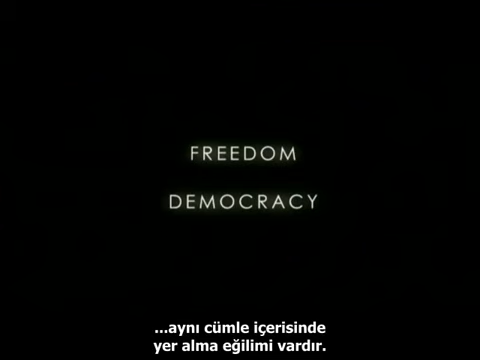 FREEDOM
DEMOCRACY
...aynı cümle içerisinde
yer alma eğilimi vardır.